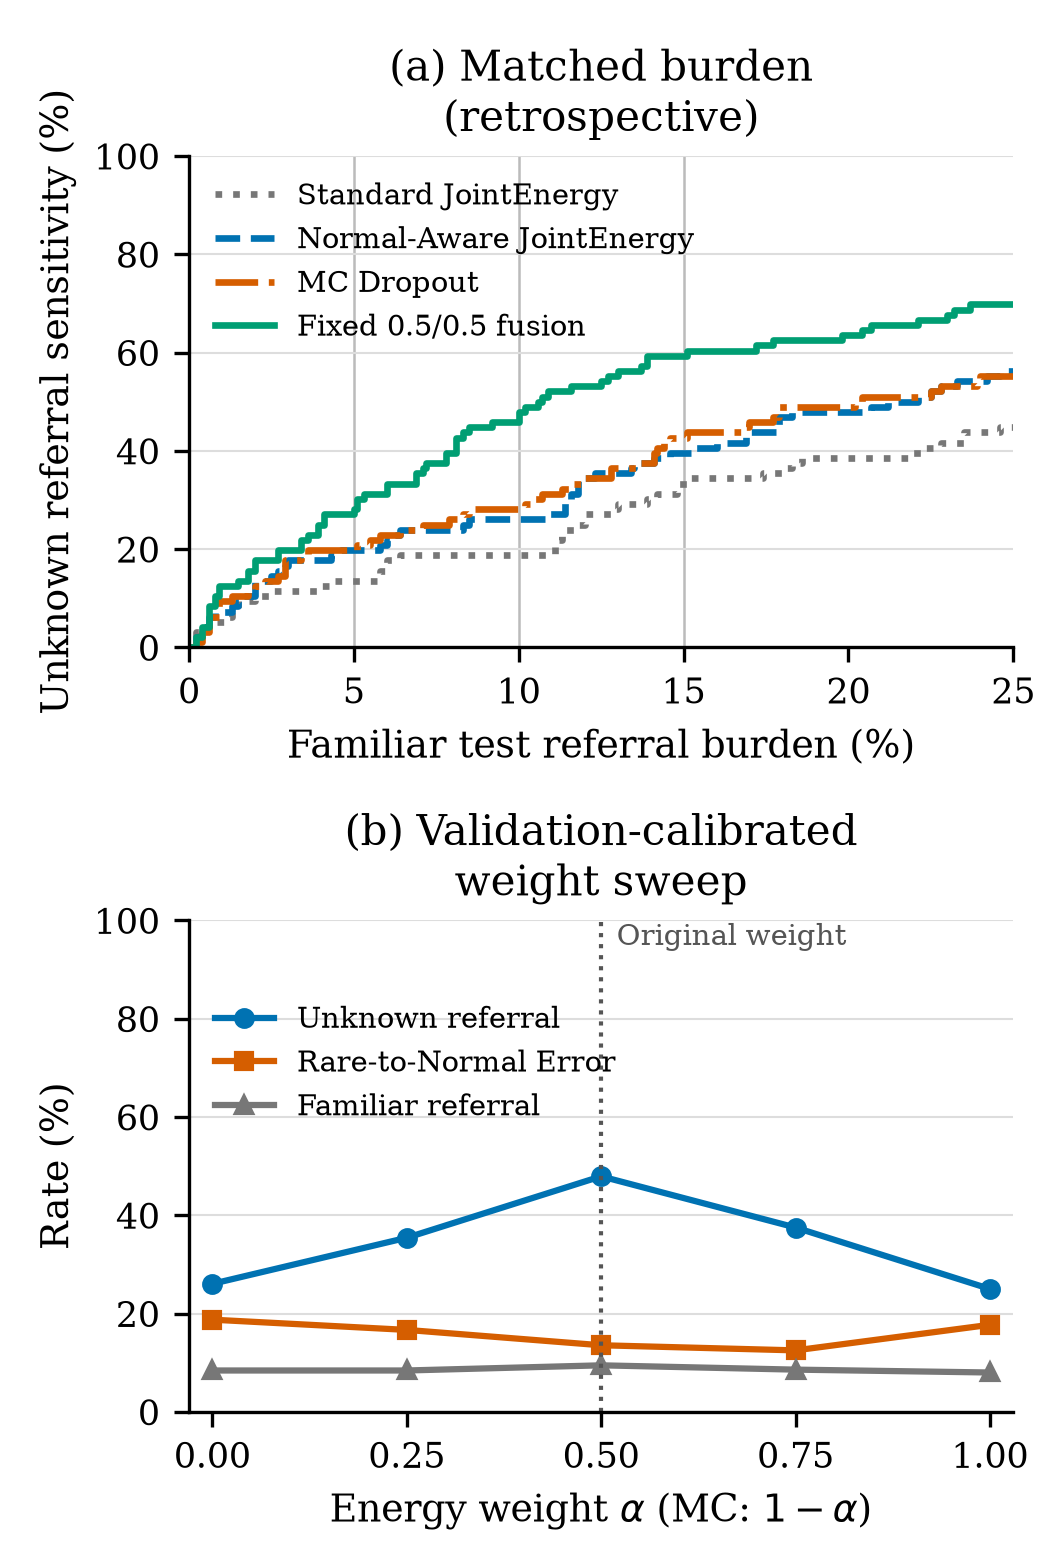 (a) Matched burden
(retrospective)
Unknown referral sensitivity (%)
100
80
60
40
20
0
Standard JointEnergy
Normal-Aware JointEnergy
MC Dropout
Fixed 0.5/0.5 fusion
0 5 10 15 20 25
Familiar test referral burden (%)
(b) Validation-calibrated
weight sweep
Rate (%)
100
80
60
40
20
0
Original weight
Unknown referral
Rare-to-Normal Error
Familiar referral
0.00 0.25 0.50 0.75 1.00
Energy weight α (MC: 1 − α)